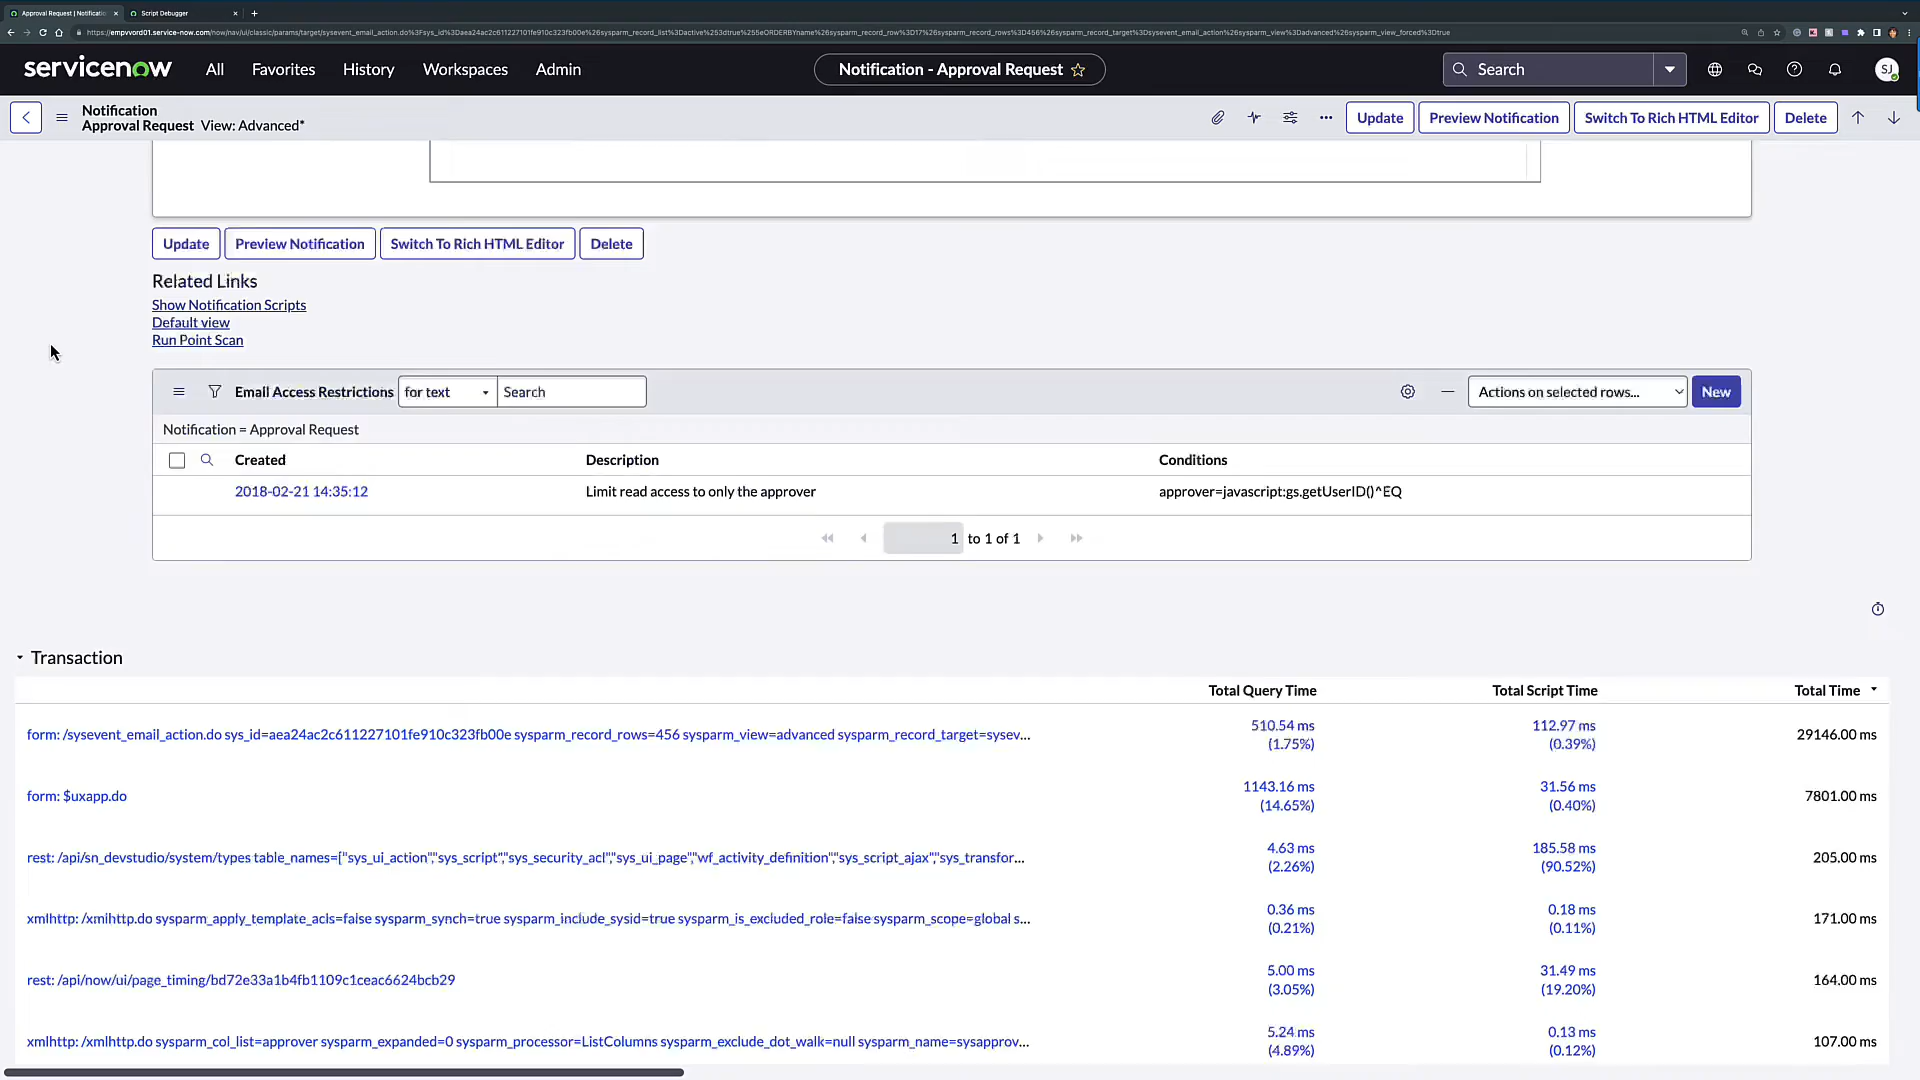 Approval Request | Notificatio
Script Debugger
servicenow
All
Favorites
History
Workspaces
Admin
Notification - Approval Request
Search
SJ
Notification
Approval Request View: Advanced*
Update
Preview Notification
Switch To Rich HTML Editor
Delete
Update
Preview Notification
Switch To Rich HTML Editor
Delete
Related Links
Show Notification Scripts
Default view
Run Point Scan
Email Access Restrictions
for text
Search
Actions on selected rows...
New
Notification = Approval Request
Created
Description
Conditions
2018-02-21 14:35:12
Limit read access to only the approver
approver=javascript:gs.getUserID()^EQ
1 to 1 of 1
Transaction
Total Query Time
Total Script Time
Total Time
form: /sysevent_email_action.do sys_id=aea24ac2c611227101fe910c323fb00e sysparm_record_rows=456 sysparm_view=advanced sysparm_record_target=sysev...
510.54 ms
(1.75%)
112.97 ms
(0.39%)
29146.00 ms
form: $uxapp.do
1143.16 ms
(14.65%)
31.56 ms
(0.40%)
7801.00 ms
rest: /api/sn_devstudio/system/types table_names=["sys_ui_action","sys_script","sys_security_acl","sys_ui_page","wf_activity_definition","sys_script_ajax","sys_transfor...
4.63 ms
(2.26%)
185.58 ms
(90.52%)
205.00 ms
xmlhttp: /xmlhttp.do sysparm_apply_template_acls=false sysparm_synch=true sysparm_include_sysid=true sysparm_is_excluded_role=false sysparm_scope=global s...
0.36 ms
(0.21%)
0.18 ms
(0.11%)
171.00 ms
rest: /api/now/ui/page_timing/bd72e33a1b4fb1109c1ceac6624bcb29
5.00 ms
(3.05%)
31.49 ms
(19.20%)
164.00 ms
xmlhttp: /xmlhttp.do sysparm_col_list=approver sysparm_expanded=0 sysparm_processor=ListColumns sysparm_exclude_dot_walk=null sysparm_name=sysapprov...
5.24 ms
(4.89%)
0.13 ms
(0.12%)
107.00 ms